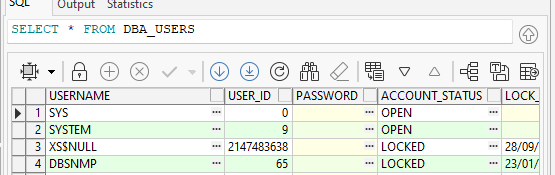 SQL Output Statistics
SELECT * FROM DBA_USERS
USERNAME USER_ID PASSWORD ACCOUNT_STATUS LOCK_
1 SYS ... 0 ... OPEN ...
2 SYSTEM ... 9 ... OPEN ...
3 XS$NULL ... 2147483638 ... LOCKED ... 28/09/
4 DBSNMP ... 65 ... LOCKED ... 23/01/